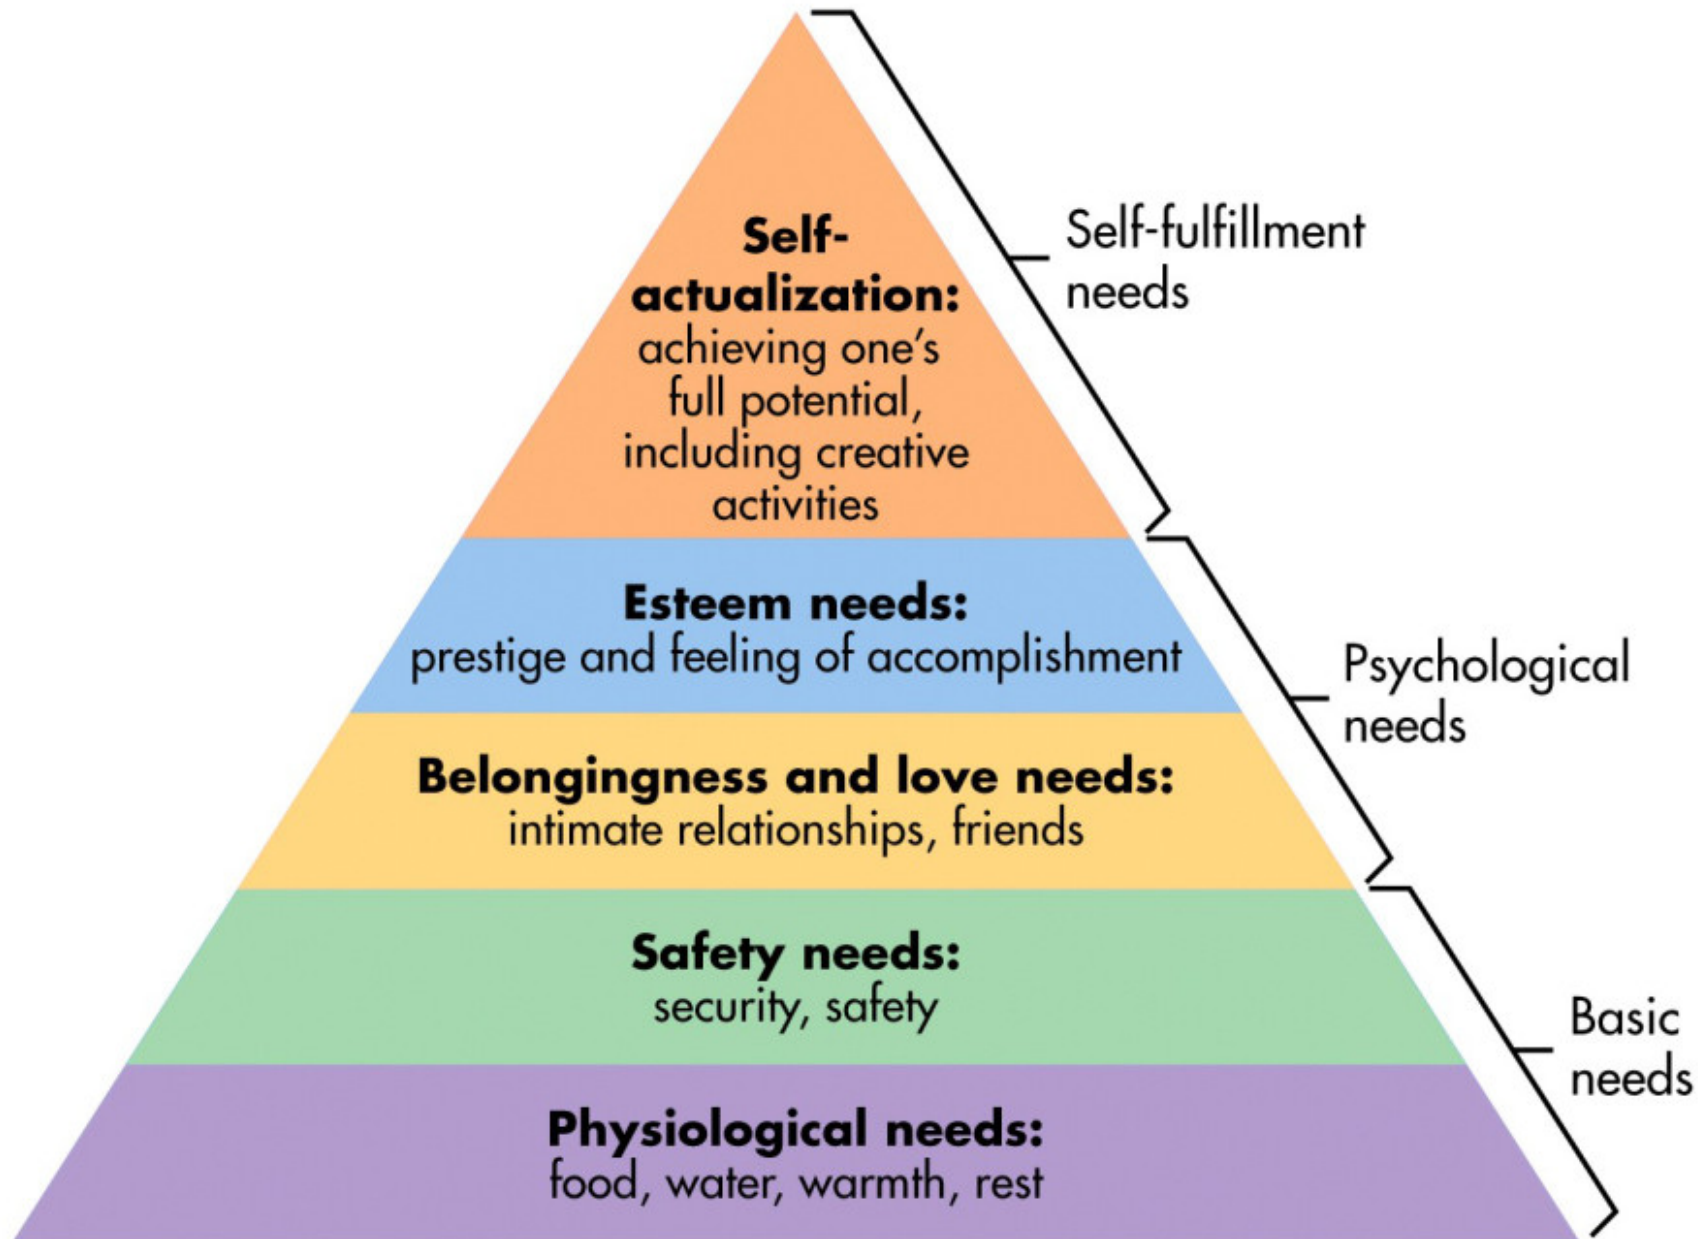 Self-
actualization:
achieving one’s
full potential,
including creative
activities
Self-fulfillment
needs
Esteem needs:
prestige and feeling of accomplishment
Belongingness and love needs:
intimate relationships, friends
Psychological
needs
Safety needs:
security, safety
Physiological needs:
food, water, warmth, rest
Basic
needs